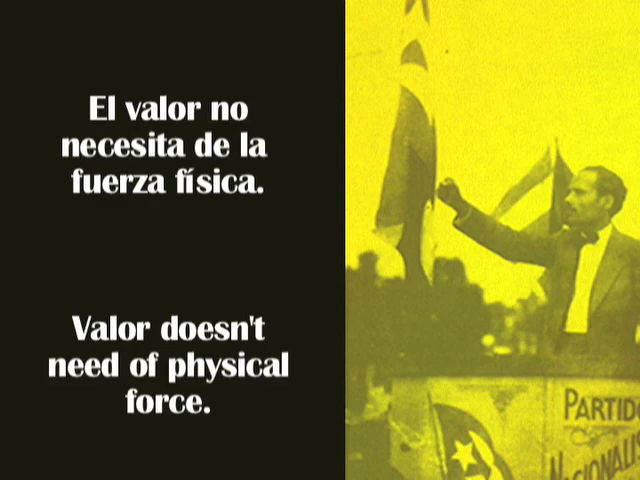 El valor no
necesita de la
fuerza física.
Valor doesn't
need of physical
force.
PARTIDO
NACIONALIS